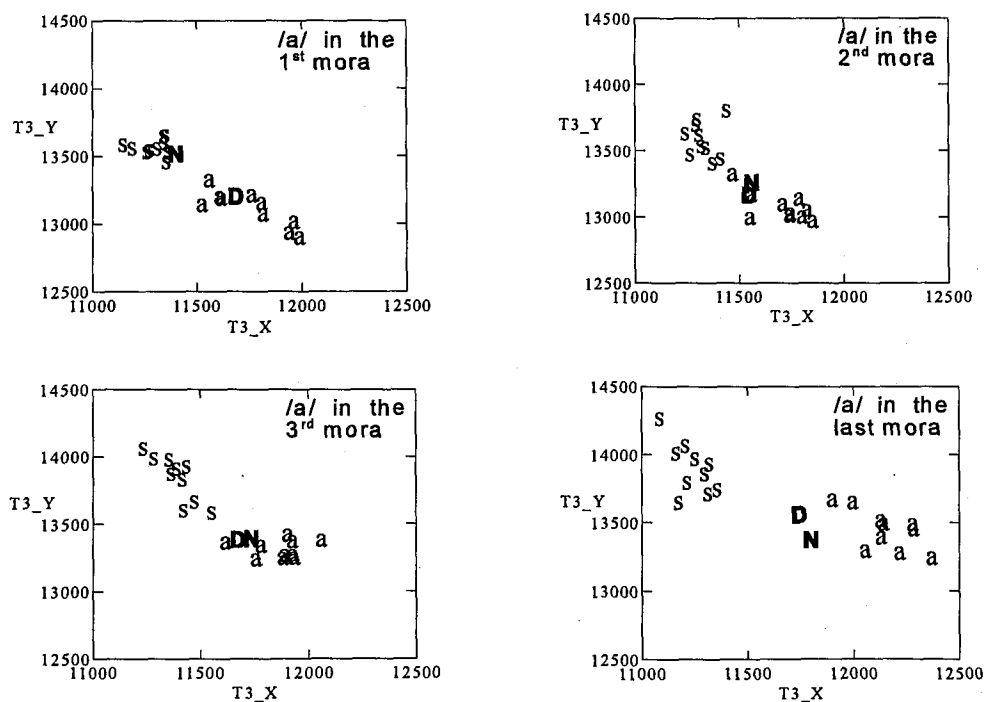 14500
/a/ in the
1st mora
14000
T3_Y
13500
13000
12500
11000 11500 12000 12500
T3_X
s s s s s s s s N
a a a a D a a a a a a
14500
/a/ in the
2nd mora
14000
T3_Y
13500
13000
12500
11000 11500 12000 12500
T3_X
s s s s s s s s s s
a N D a a a a a a a a
14500
/a/ in the
3rd mora
14000
T3_Y
13500
13000
12500
11000 11500 12000 12500
T3_X
s s s s s s s s s s
a D N a a a a a a a a
14500
/a/ in the
last mora
14000
T3_Y
13500
13000
12500
11000 11500 12000 12500
T3_X
s s s s s s s s s s
D N a a a a a a a a a a